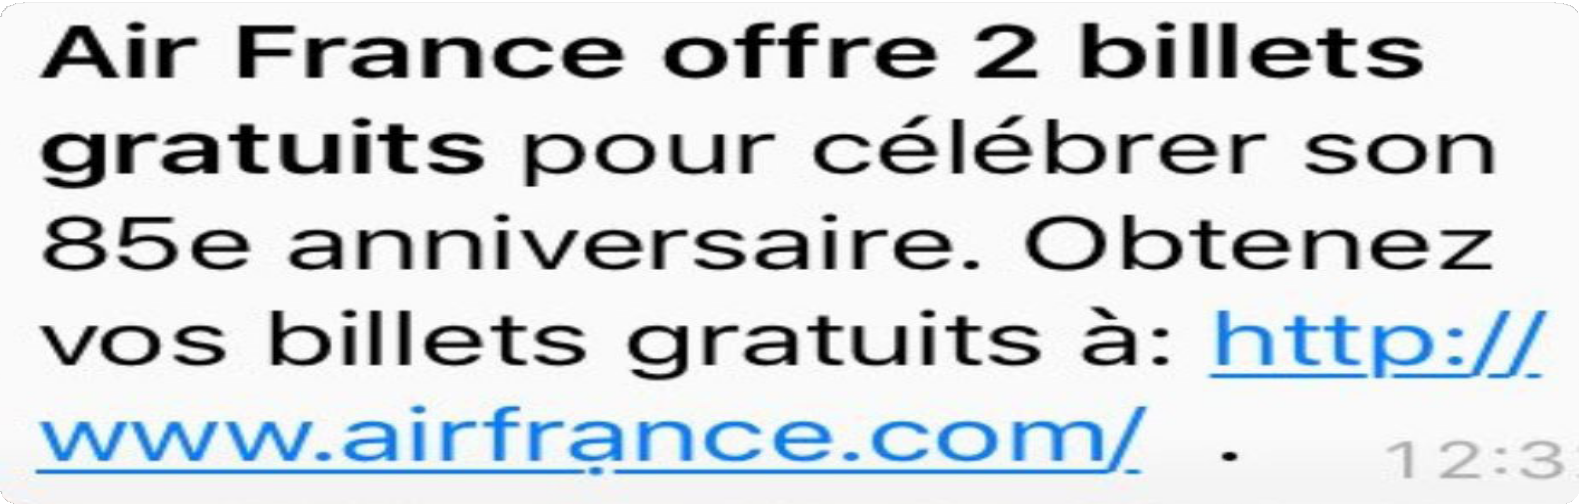 Air France offre 2 billets
gratuits pour célébrer son
85e anniversaire. Obtenez
vos billets gratuits à: http://
www.airfrạnce.com/ .
12:3